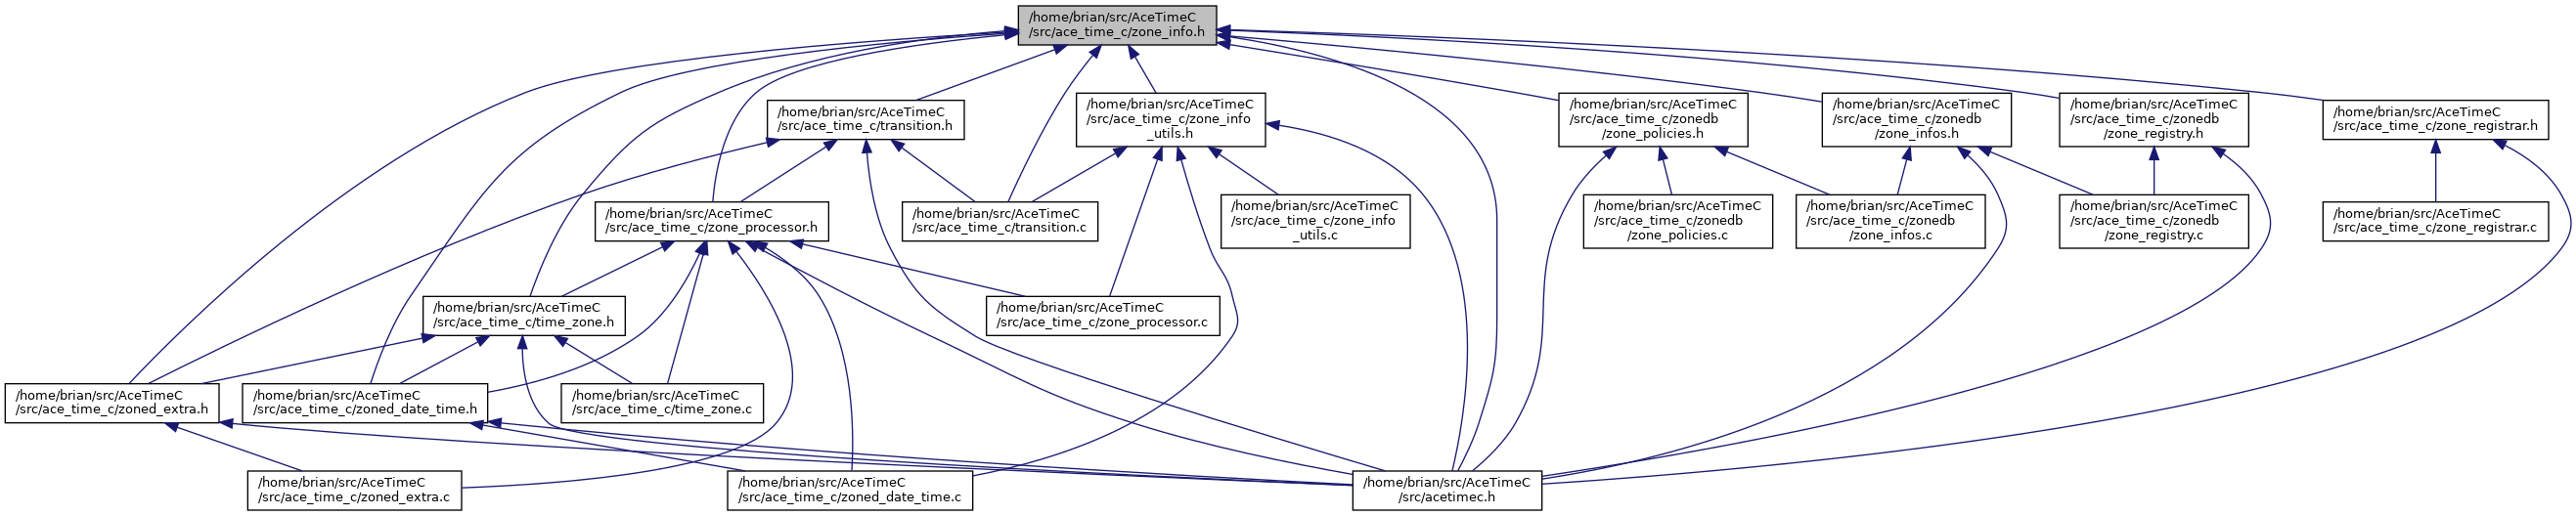 /home/brian/src/AceTimeC
/src/ace_time_c/zone_info.h
/home/brian/src/AceTimeC
/src/ace_time_c/transition.h
/home/brian/src/AceTimeC
/src/ace_time_c/zone_info
_utils.h
/home/brian/src/AceTimeC
/src/ace_time_c/zonedb
/zone_policies.h
/home/brian/src/AceTimeC
/src/ace_time_c/zonedb
/zone_infos.h
/home/brian/src/AceTimeC
/src/ace_time_c/zonedb
/zone_registry.h
/home/brian/src/AceTimeC
/src/ace_time_c/zone_registrar.h
/home/brian/src/AceTimeC
/src/ace_time_c/zone_processor.h
/home/brian/src/AceTimeC
/src/ace_time_c/transition.c
/home/brian/src/AceTimeC
/src/ace_time_c/zone_info
_utils.c
/home/brian/src/AceTimeC
/src/ace_time_c/zonedb
/zone_policies.c
/home/brian/src/AceTimeC
/src/ace_time_c/zonedb
/zone_infos.c
/home/brian/src/AceTimeC
/src/ace_time_c/zonedb
/zone_registry.c
/home/brian/src/AceTimeC
/src/ace_time_c/zone_registrar.c
/home/brian/src/AceTimeC
/src/ace_time_c/time_zone.h
/home/brian/src/AceTimeC
/src/ace_time_c/zone_processor.c
/home/brian/src/AceTimeC
/src/ace_time_c/zoned_extra.h
/home/brian/src/AceTimeC
/src/ace_time_c/zoned_date_time.h
/home/brian/src/AceTimeC
/src/ace_time_c/time_zone.c
/home/brian/src/AceTimeC
/src/ace_time_c/zoned_extra.c
/home/brian/src/AceTimeC
/src/ace_time_c/zoned_date_time.c
/home/brian/src/AceTimeC
/src/acetimec.h